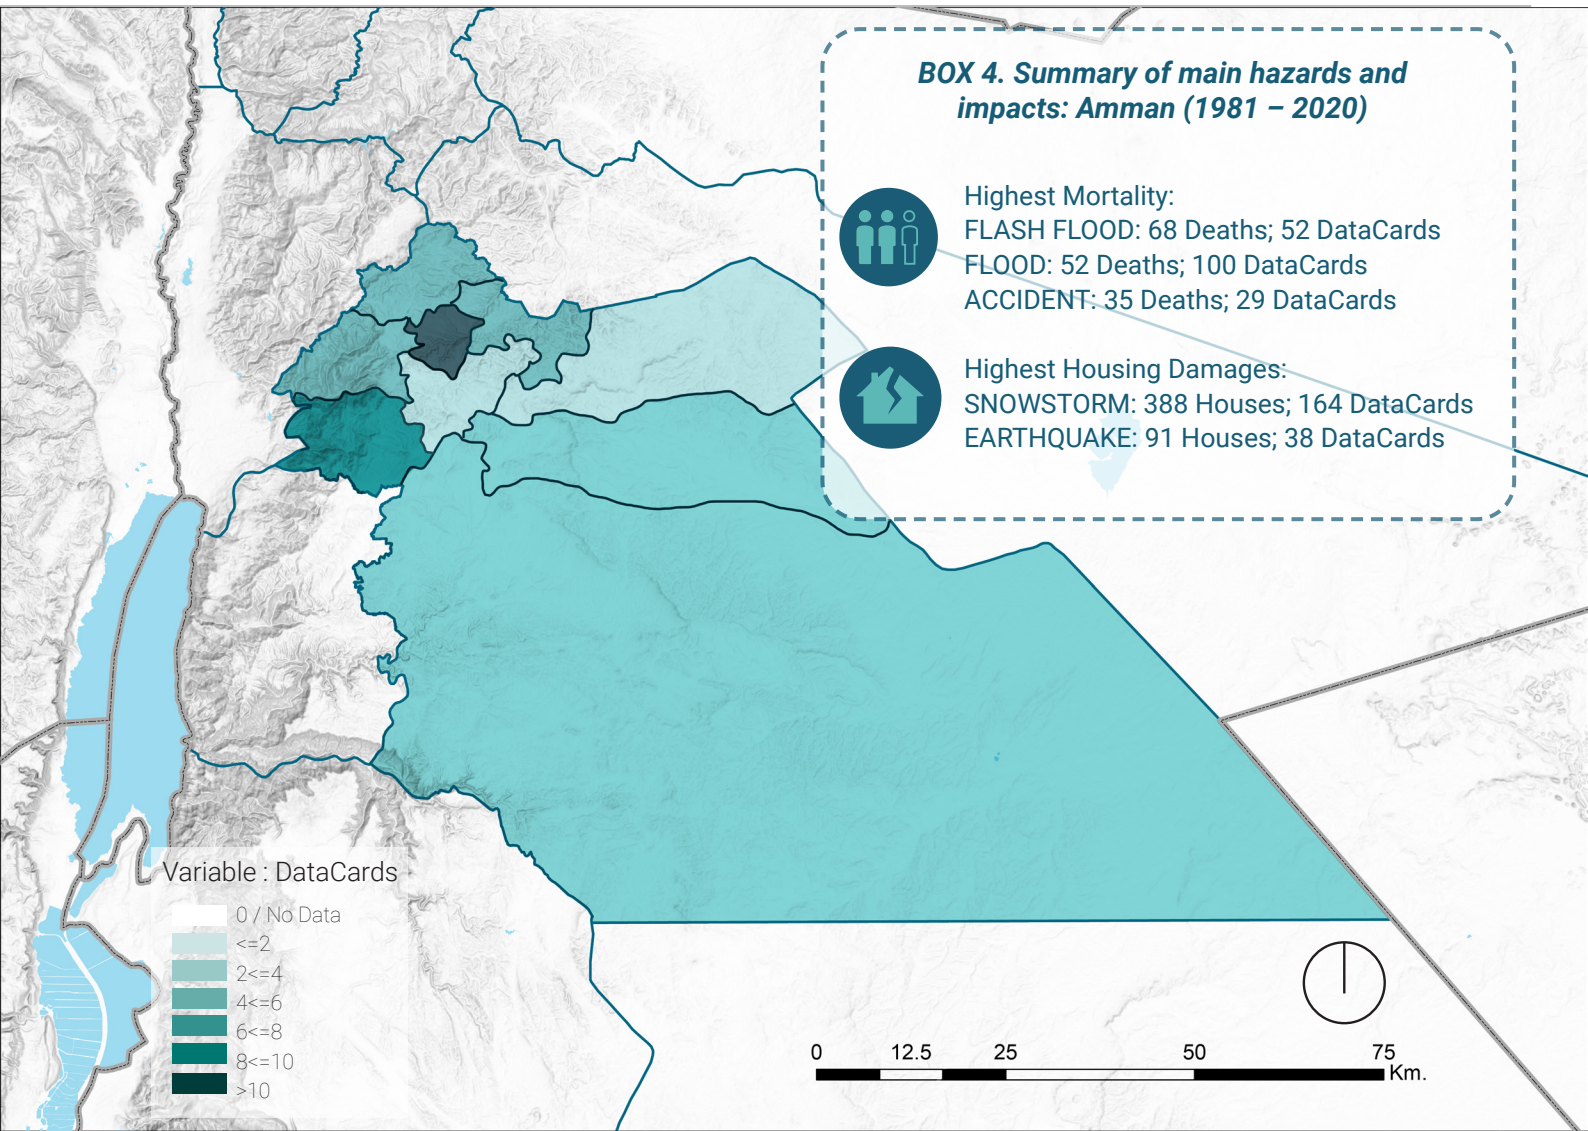 BOX 4. Summary of main hazards and
impacts: Amman (1981 – 2020)
Highest Mortality:
FLASH FLOOD: 68 Deaths; 52 DataCards
FLOOD: 52 Deaths; 100 DataCards
ACCIDENT: 35 Deaths; 29 DataCards
Highest Housing Damages:
SNOWSTORM: 388 Houses; 164 DataCards
EARTHQUAKE: 91 Houses; 38 DataCards
Variable : DataCards
0 / No Data
<=2
2<=4
4<=6
6<=8
8<=10
>10
0 12.5 25 50 75
Km.